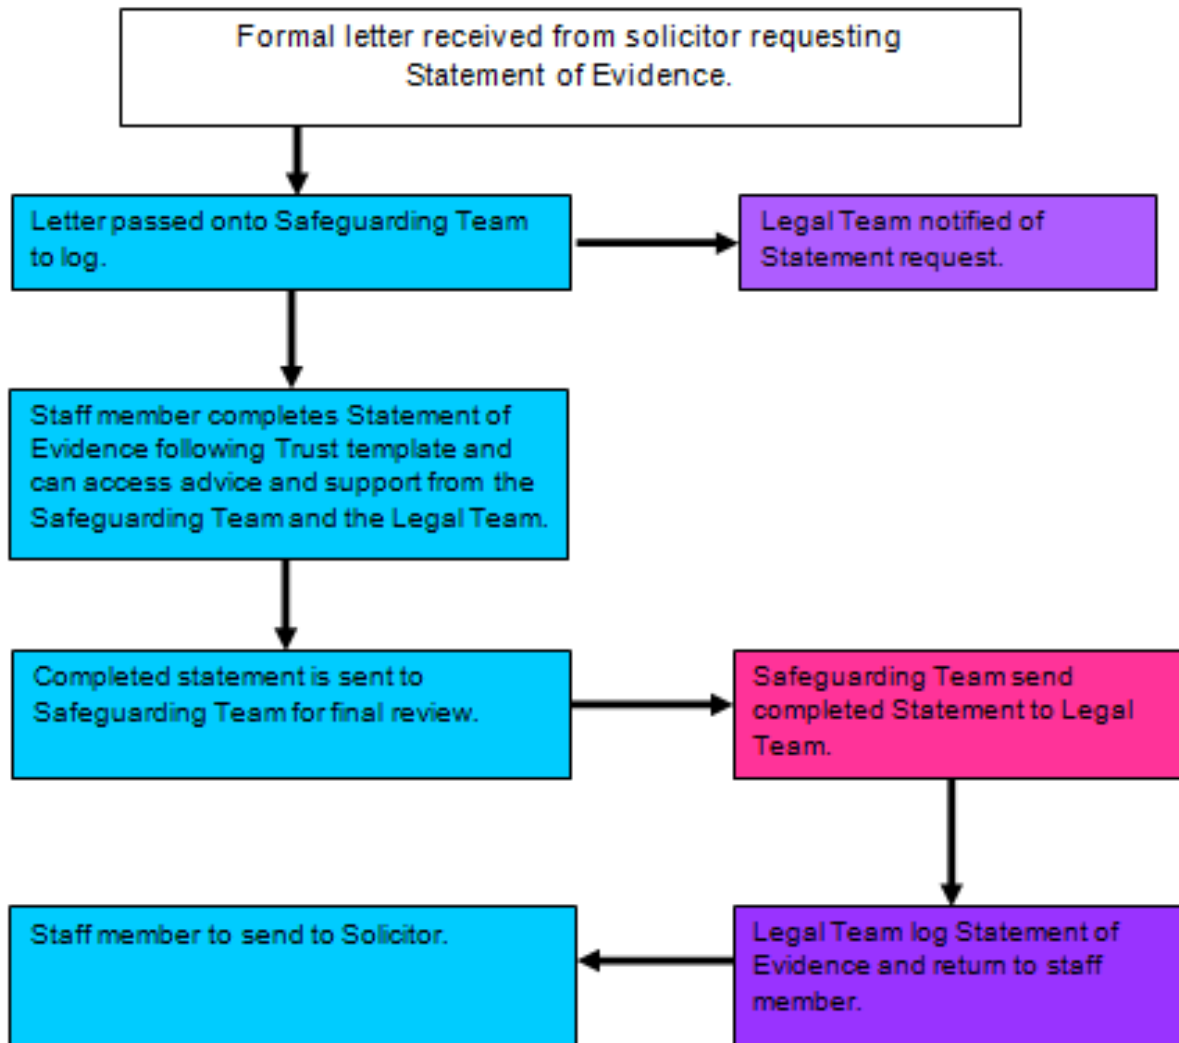 Formal letter received from solicitor requesting
Statement of Evidence.
Letter passed onto Safeguarding Team
to log.
Legal Team notified of
Statement request.
Staff member completes Statement of
Evidence following Trust template and
can access advice and support from the
Safeguarding Team and the Legal Team.
Completed statement is sent to
Safeguarding Team for final review.
Safeguarding Team send
completed Statement to Legal
Team.
Legal Team log Statement of
Evidence and return to staff
member.
Staff member to send to Solicitor.